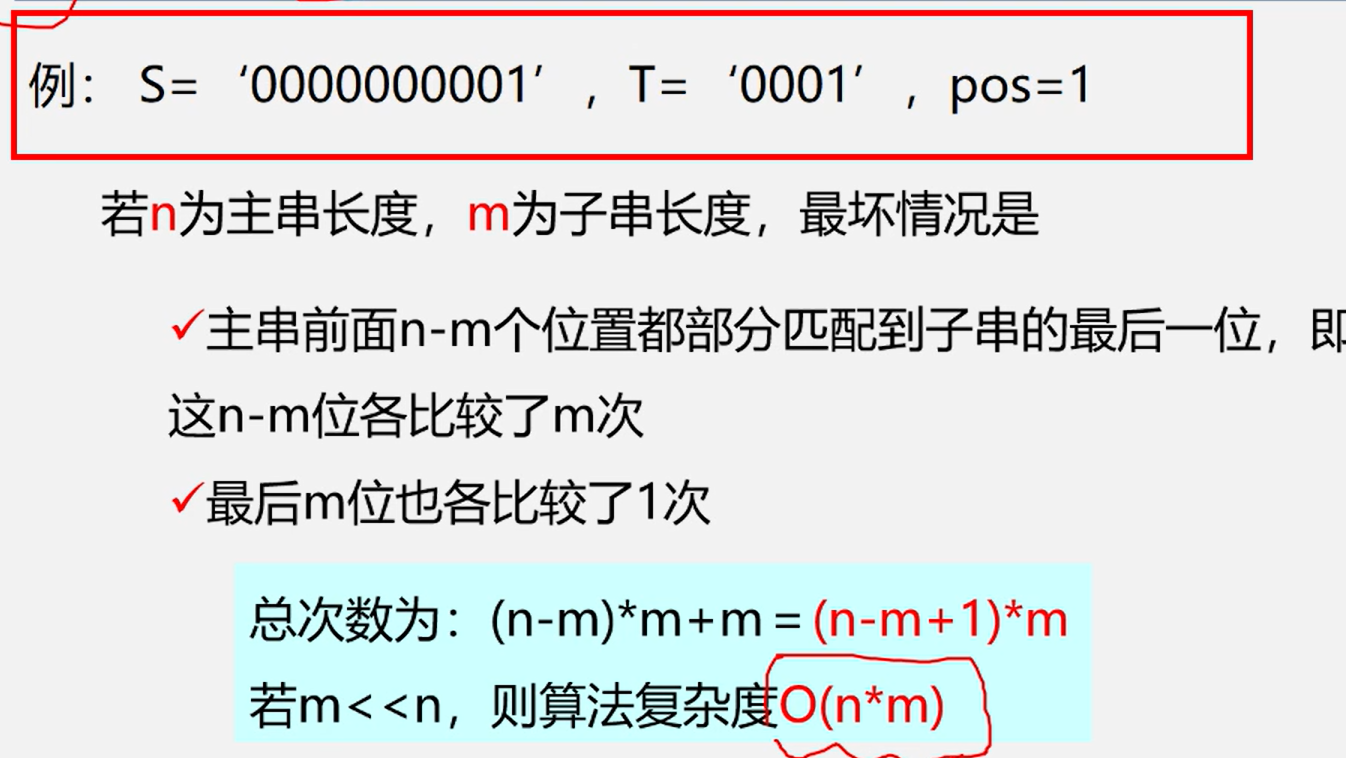 例： S= ‘0000000001’ ，T= ‘0001’ ，pos=1
若n为主串长度，m为子串长度，最坏情况是
✓主串前面n-m个位置都部分匹配到子串的最后一位，即
这n-m位各比较了m次
✓最后m位也各比较了1次
总次数为：(n-m)*m+m＝(n-m+1)*m
若m<<n，则算法复杂度O(n*m)